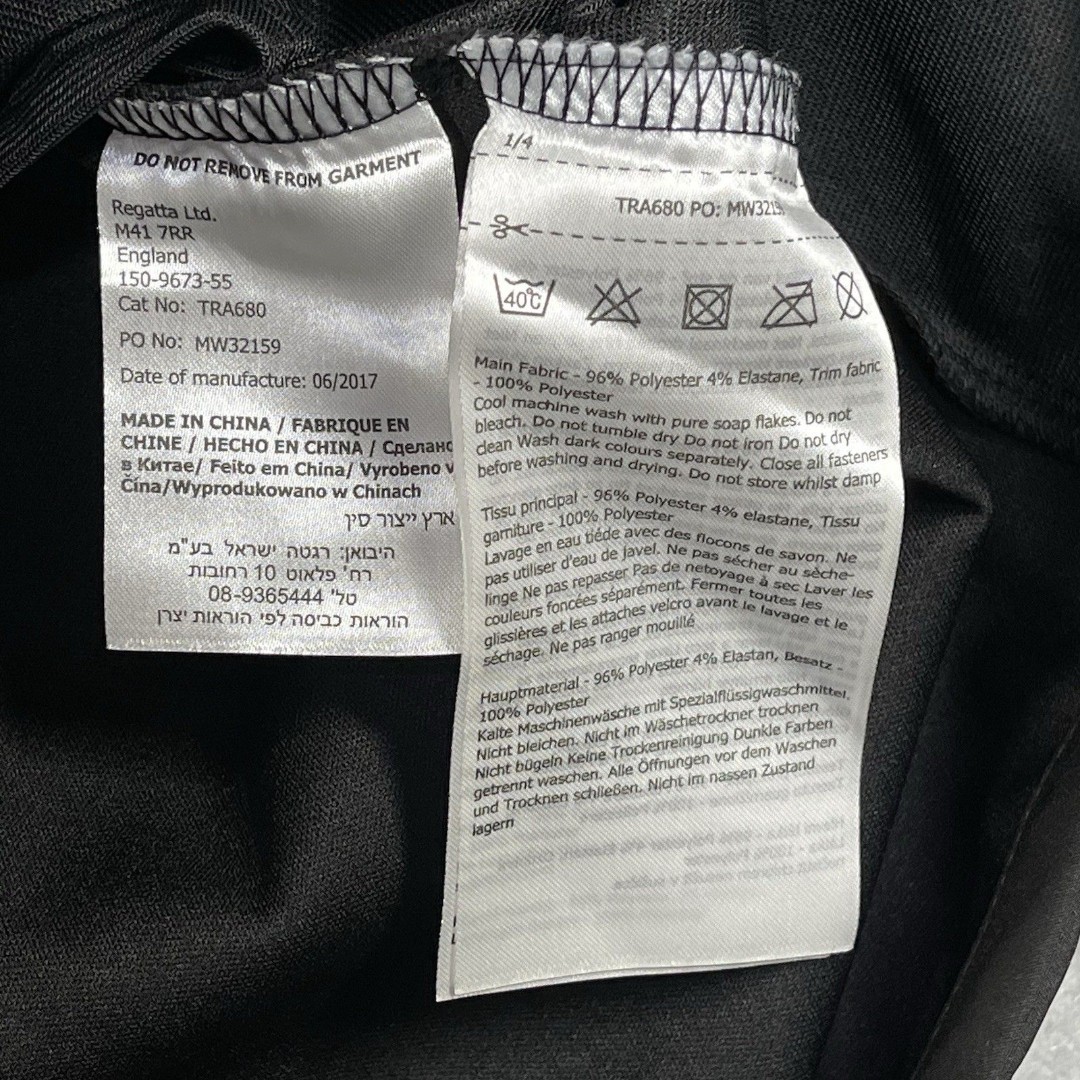 DO NOT REMOVE FROM GARMENT
Regatta Ltd.
M41 7RR
England
150-9673-55
Cat No: TRA680
PO No: MW32159
Date of manufacture: 06/2017
MADE IN CHINA / FABRIQUE EN
CHINE / HECHO EN CHINA / Сделано
в Китае/ Feito em China/ Vyrobeno v
Čína/Wyprodukowano w Chinach
ארץ ייצור סין
היבואן: רגטה ישראל בע"מ
רח' פלאוט 10 רחובות
טל' 08-9365444
הוראות כביסה לפי הוראות יצרן
1/4
TRA680 PO: MW3215
40°C
Main Fabric - 96% Polyester 4% Elastane, Trim fabric
- 100% Polyester
Cool machine wash with pure soap flakes. Do not
bleach. Do not tumble dry Do not iron Do not dry
clean Wash dark colours separately. Close all fasteners
before washing and drying. Do not store whilst damp
Tissu principal - 96% Polyester 4% elastane, Tissu
garniture - 100% Polyester
Lavage en eau tiéde avec des flocons de savon. Ne
pas utiliser d'eau de javel. Ne pas sécher au sèche-
linge Ne pas repasser Pas de netoyage à sec Laver les
couleurs foncées séparément. Fermer toutes les
glissières et les attaches velcro avant le lavage et le
séchage. Ne pas ranger mouillé
Hauptmaterial - 96% Polyester 4% Elastan, Besatz -
100% Polyester
Kalte Maschinenwäsche mit Spezialflüssigwaschmittel.
Nicht bleichen. Nicht im Wäschetrockner trocknen
Nicht bügeln Keine Trockenreinigung Dunkle Farben
getrennt waschen. Alle Öffnungen vor dem Waschen
und Trocknen schließen. Nicht im nassen Zustand
lagern